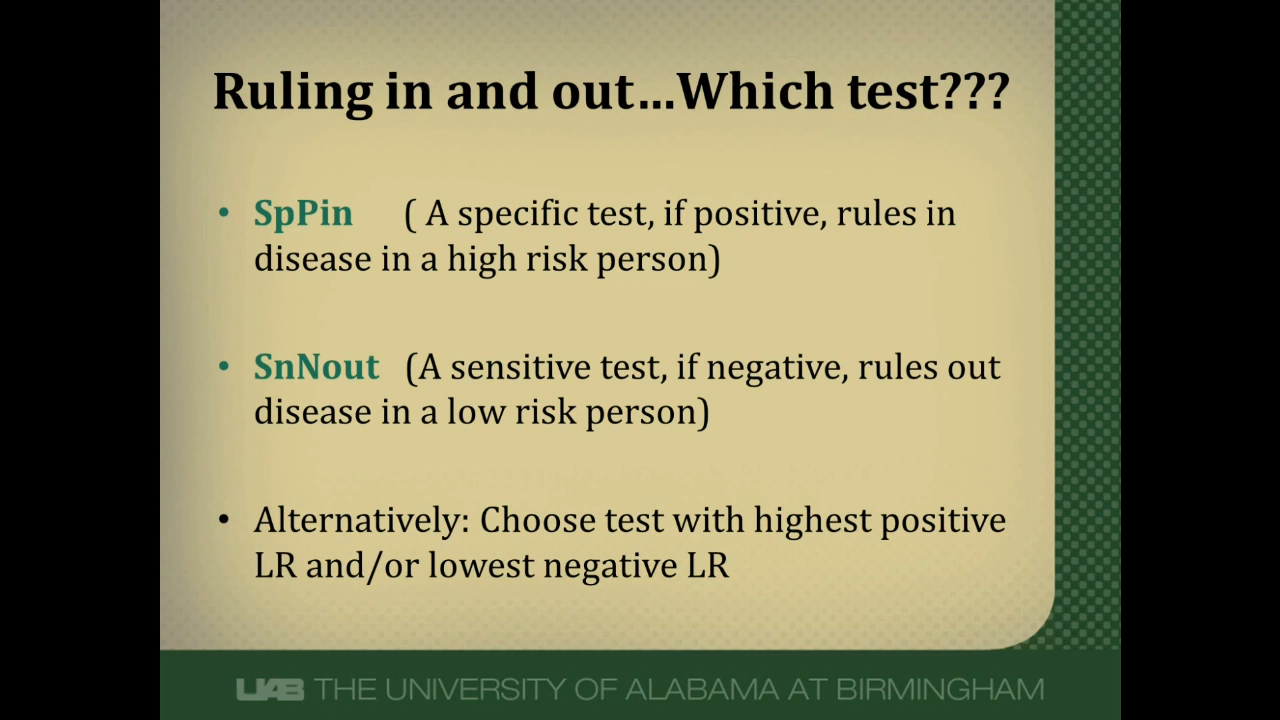 Ruling in and out...Which test???
• SpPin ( A specific test, if positive, rules in
disease in a high risk person)
• SnNout (A sensitive test, if negative, rules out
disease in a low risk person)
• Alternatively: Choose test with highest positive
LR and/or lowest negative LR
UAB THE UNIVERSITY OF ALABAMA AT BIRMINGHAM